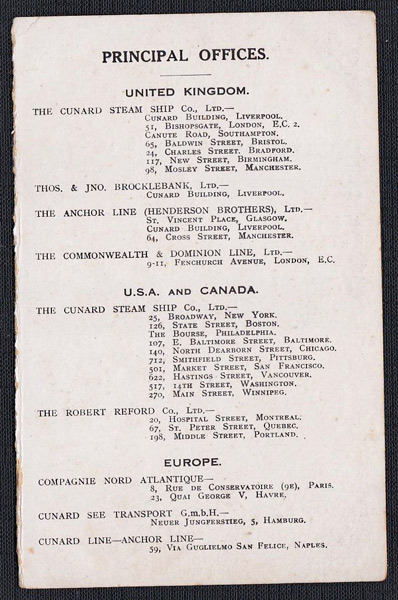 PRINCIPAL OFFICES.
UNITED KINGDOM.
THE CUNARD STEAM SHIP Co., LTD.—
CUNARD BUILDING, LIVERPOOL.
51, BISHOPSGATE, LONDON, E.C. 2.
CANUTE ROAD, SOUTHAMPTON.
65, BALDWIN STREET, BRISTOL.
24, CHARLES STREET, BRADFORD.
117, NEW STREET, BIRMINGHAM.
98, MOSLEY STREET, MANCHESTER.
THOS. & JNO. BROCKLEBANK, LTD.—
CUNARD BUILDING, LIVERPOOL.
THE ANCHOR LINE (HENDERSON BROTHERS), LTD.—
ST. VINCENT PLACE, GLASGOW.
CUNARD BUILDING, LIVERPOOL.
64, CROSS STREET, MANCHESTER.
THE COMMONWEALTH & DOMINION LINE, LTD.—
9-11, FENCHURCH AVENUE, LONDON, E.C.
U.S.A. AND CANADA.
THE CUNARD STEAM SHIP Co., LTD.—
25, BROADWAY, NEW YORK.
126, STATE STREET, BOSTON.
THE BOURSE, PHILADELPHIA.
107, E. BALTIMORE STREET, BALTIMORE.
140, NORTH DEARBORN STREET, CHICAGO.
712, SMITHFIELD STREET, PITTSBURG.
501, MARKET STREET, SAN FRANCISCO.
622, HASTINGS STREET, VANCOUVER.
517, 14TH STREET, WASHINGTON.
270, MAIN STREET, WINNIPEG.
THE ROBERT REFORD Co., LTD.—
20, HOSPITAL STREET, MONTREAL.
67, ST. PETER STREET, QUEBEC.
198, MIDDLE STREET, PORTLAND.
EUROPE.
COMPAGNIE NORD ATLANTIQUE—
8, RUE DE CONSERVATOIRE (9E), PARIS.
23, QUAI GEORGE V, HAVRE.
CUNARD SEE TRANSPORT G.m.b.H.—
NEUER JUNGFERSTIEG, 5, HAMBURG.
CUNARD LINE—ANCHOR LINE—
59, VIA GUGLIELMO SAN FELICE, NAPLES.